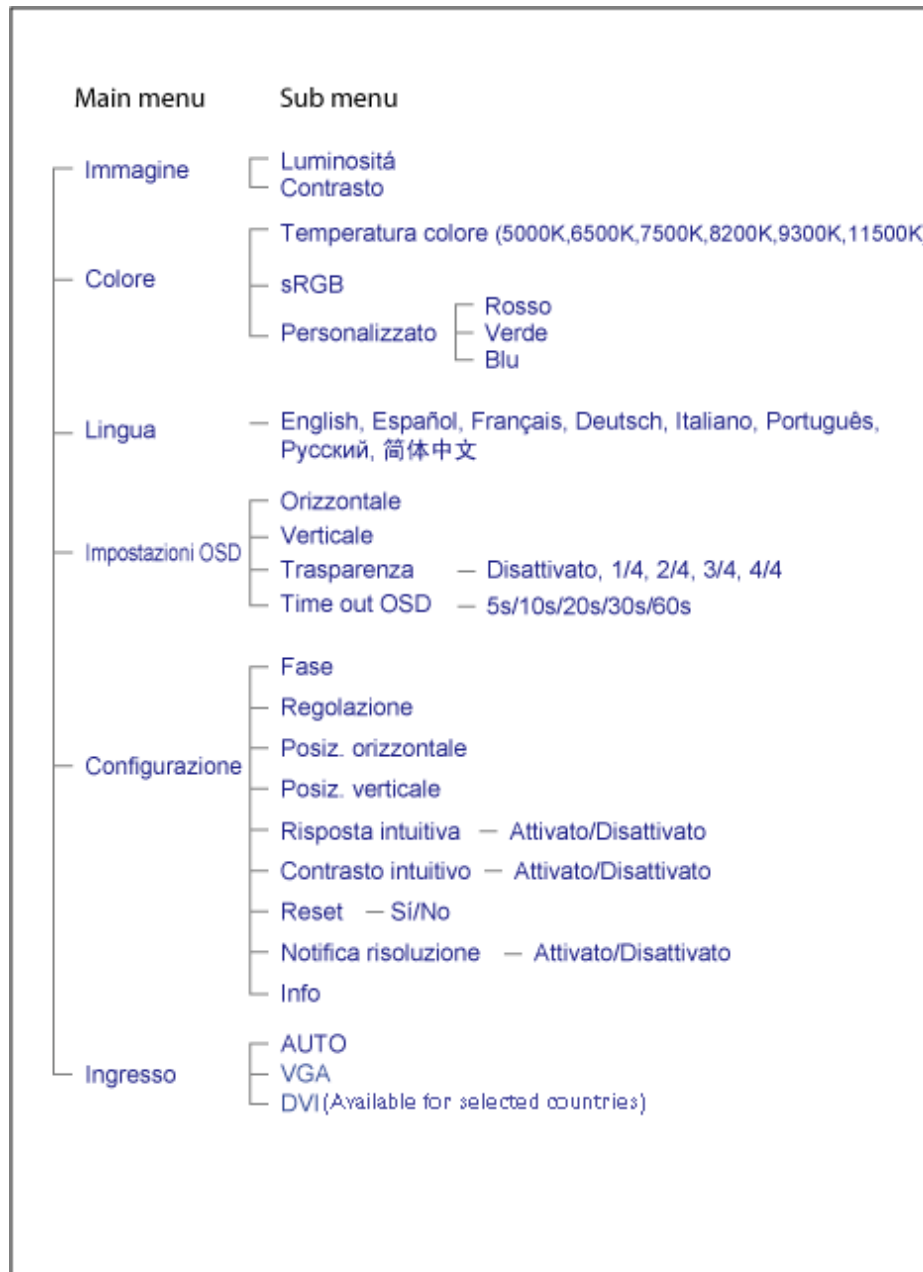 Main menu Sub menu
Immagine Luminositá
Contrasto
Temperatura colore (5000K,6500K,7500K,8200K,9300K,11500K)
Colore sRGB
Rosso
Personalizzato Verde
Blu
Lingua English, Español, Français, Deutsch, Italiano, Português,
Русский, 简体中文
Orizzontale
Verticale
Impostazioni OSD
Trasparenza — Disattivato, 1/4, 2/4, 3/4, 4/4
Time out OSD — 5s/10s/20s/30s/60s
Fase
Regolazione
Posiz. orizzontale
Configurazione
Posiz. verticale
Risposta intuitiva — Attivato/Disattivato
Contrasto intuitivo — Attivato/Disattivato
Reset — Sí/No
Notifica risoluzione — Attivato/Disattivato
Info
AUTO
Ingresso VGA
DVI(Available for selected countries)